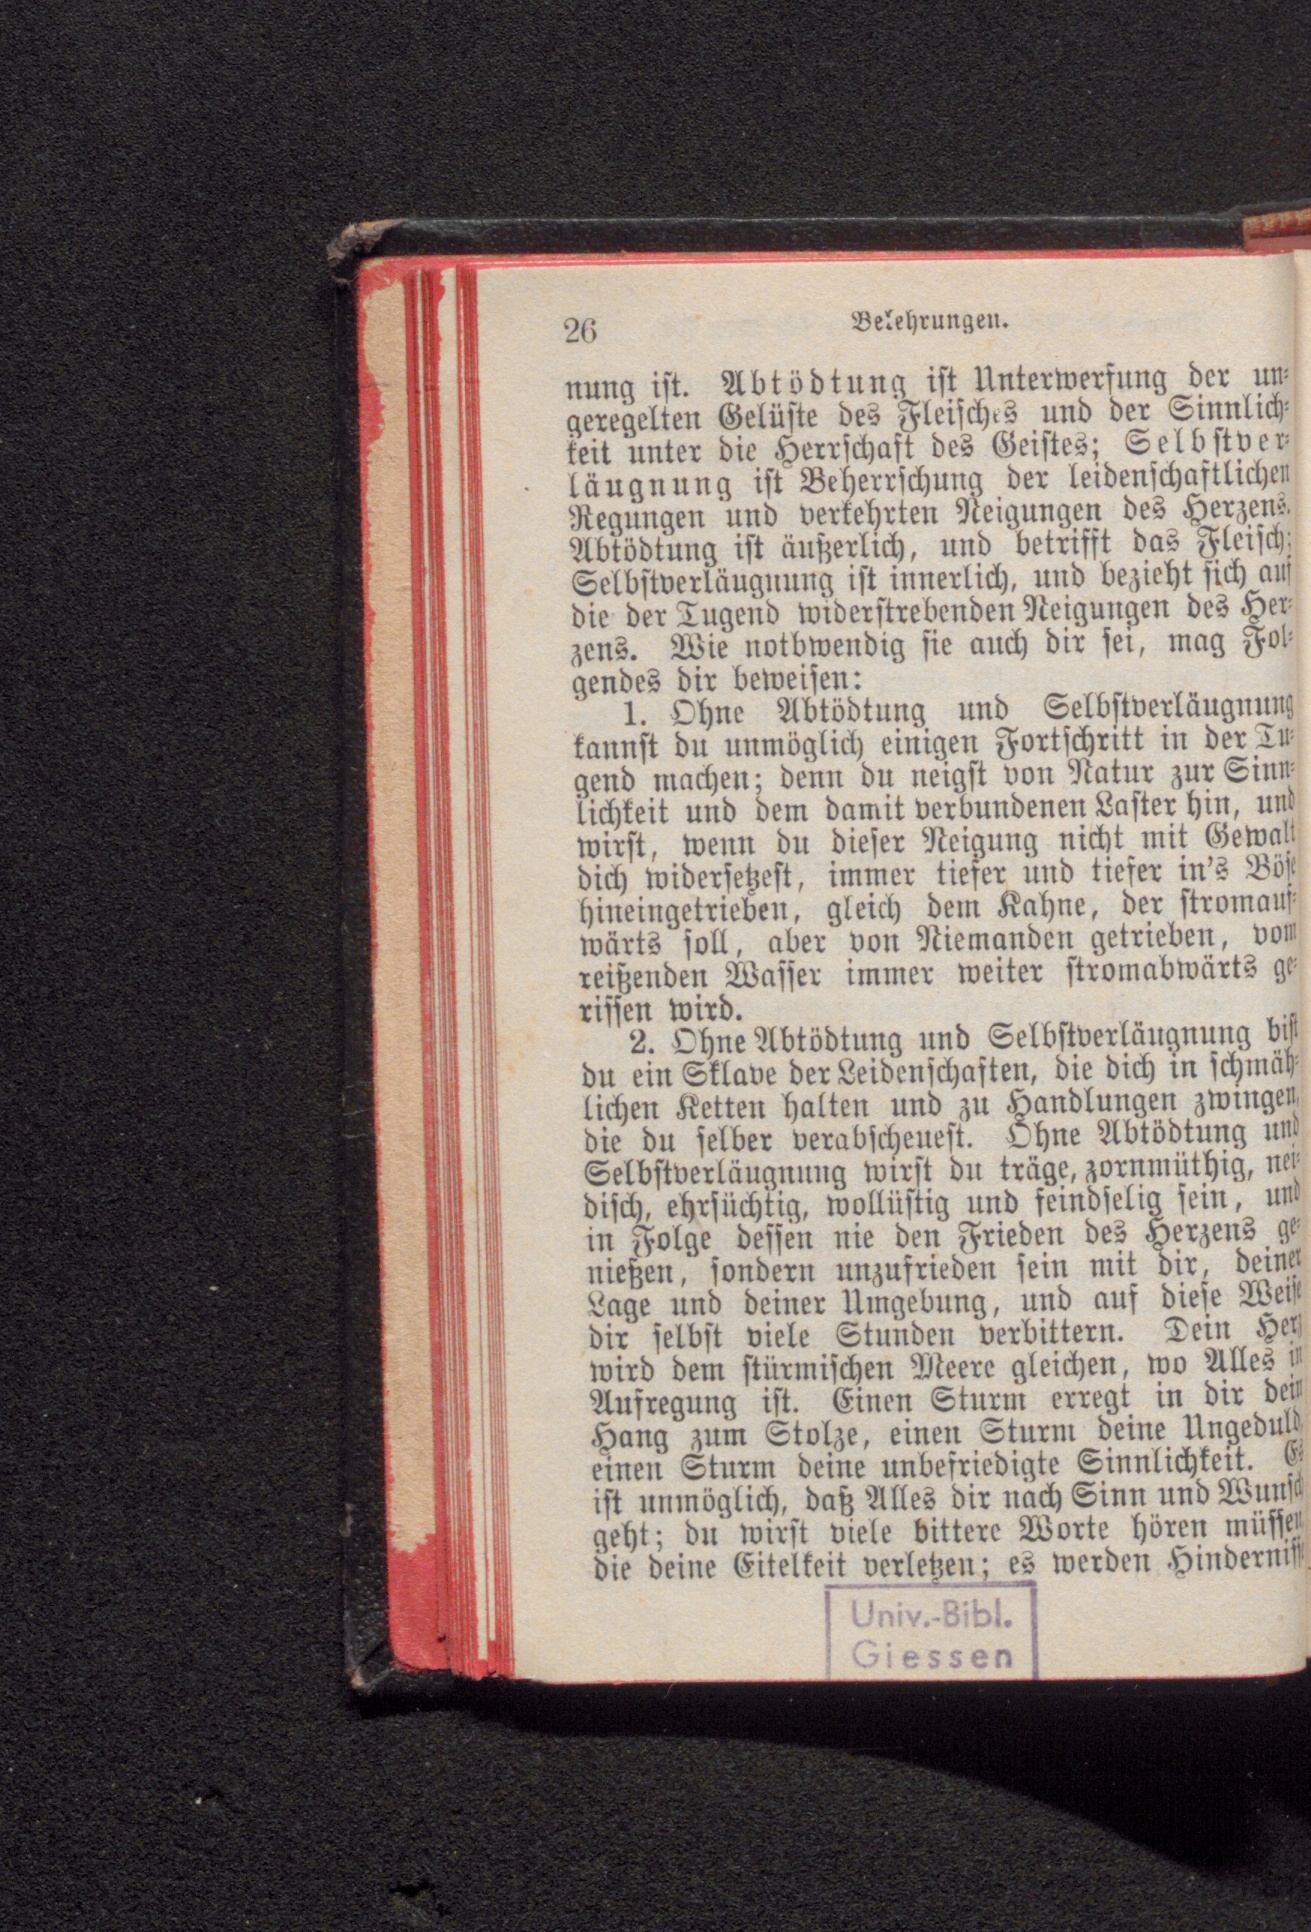 26
Belehrungen.
nung ist. Abtödtung ist Unterwerfung der un-
geregelten Gelüste des Fleisches und der Sinnlich-
keit unter die Herrschaft des Geistes; Selbstver-
läugnung ist Beherrschung der leidenschaftlichen
Regungen und verkehrten Neigungen des Herzens.
Abtödtung ist äußerlich, und betrifft das Fleisch;
Selbstverläugnung ist innerlich, und bezieht sich auf
die der Tugend widerstrebenden Neigungen des Her-
zens. Wie nothwendig sie auch dir sei, mag Fol-
gendes dir beweisen:
1. Ohne Abtödtung und Selbstverläugnung
kannst du unmöglich einigen Fortschritt in der Tu-
gend machen; denn du neigst von Natur zur Sinn-
lichkeit und dem damit verbundenen Laster hin, und
wirst, wenn du dieser Neigung nicht mit Gewalt
dich widersetzest, immer tiefer und tiefer in's Böse
hineingetrieben, gleich dem Kahne, der stromauf-
wärts soll, aber von Niemanden getrieben, vom
reißenden Wasser immer weiter stromabwärts ge-
rissen wird.
2. Ohne Abtödtung und Selbstverläugnung bist
du ein Sklave der Leidenschaften, die dich in schmäh-
lichen Ketten halten und zu Handlungen zwingen,
die du selber verabscheuest. Ohne Abtödtung und
Selbstverläugnung wirst du träge, zornmüthig, nei-
disch, ehrsüchtig, wollüstig und feindselig sein, und
in Folge dessen nie den Frieden des Herzens ge-
nießen, sondern unzufrieden sein mit dir, deiner
Lage und deiner Umgebung, und auf diese Weise
dir selbst viele Stunden verbittern. Dein Herz
wird dem stürmischen Meere gleichen, wo Alles in
Aufregung ist. Einen Sturm erregt in dir dein
Hang zum Stolze, einen Sturm deine Ungeduld,
einen Sturm deine unbefriedigte Sinnlichkeit. Es
ist unmöglich, daß Alles dir nach Sinn und Wunsch
geht; du wirst viele bittere Worte hören müssen,
die deine Eitelkeit verletzen; es werden Hindernisse
Univ.-Bibl.
Giessen